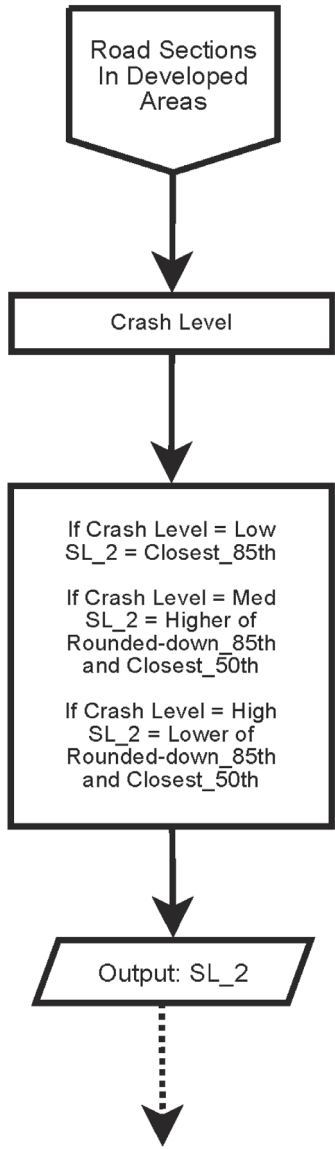 Road Sections
In Developed
Areas
Crash Level
If Crash Level = Low
SL_2 = Closest_85th
If Crash Level = Med
SL_2 = Higher of
Rounded-down_85th
and Closest_50th
If Crash Level = High
SL_2 = Lower of
Rounded-down_85th
and Closest_50th
Output: SL_2